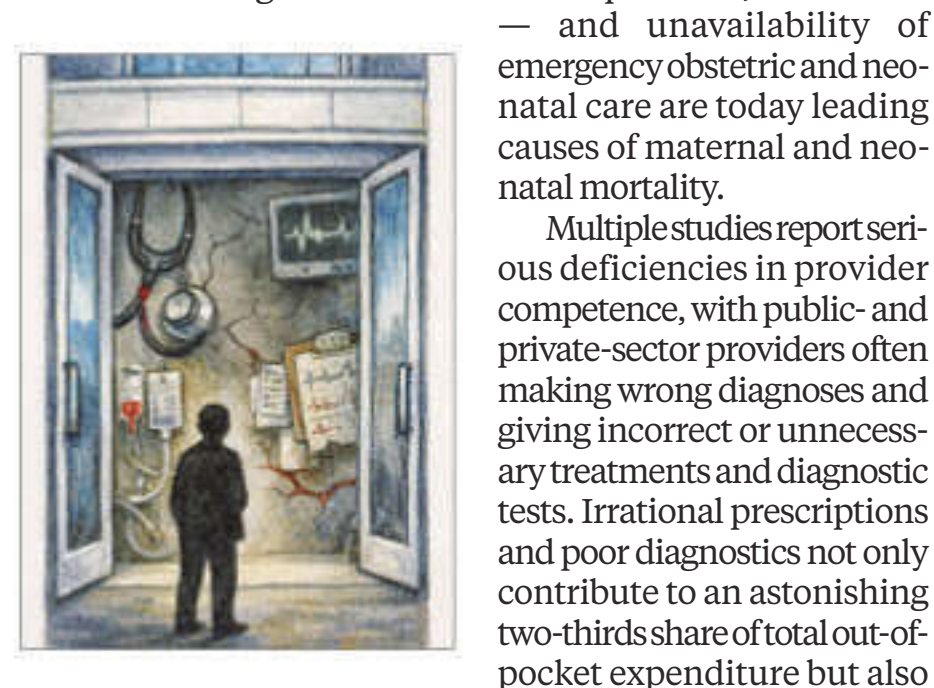 — and unavailability of
emergency obstetric and neo-
natal care are today leading
causes of maternal and neo-
natal mortality.
Multiple studies report seri-
ous deficiencies in provider
competence, with public- and
private-sector providers often
making wrong diagnoses and
giving incorrect or unnecess-
ary treatments and diagnostic
tests. Irrational prescriptions
and poor diagnostics not only
contribute to an astonishing
two-thirds share of total out-of-
pocket expenditure but also